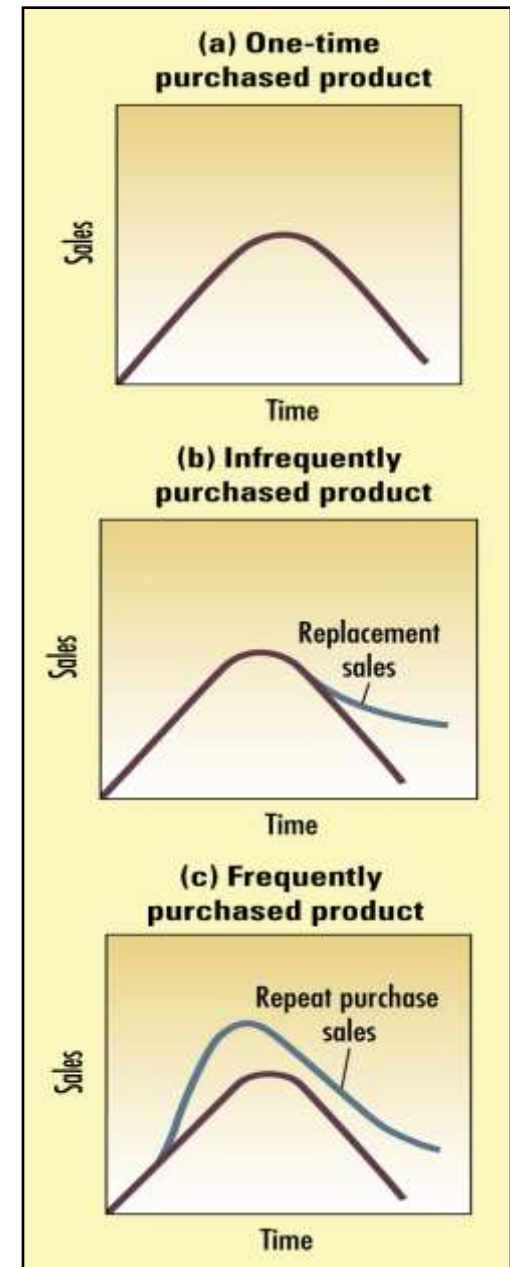 (a) One-time
purchased product
Sales
Time
(b) Infrequently
purchased product
Replacement
sales
Sales
Time
(c) Frequently
purchased product
Repeat purchase
sales
Sales
Time